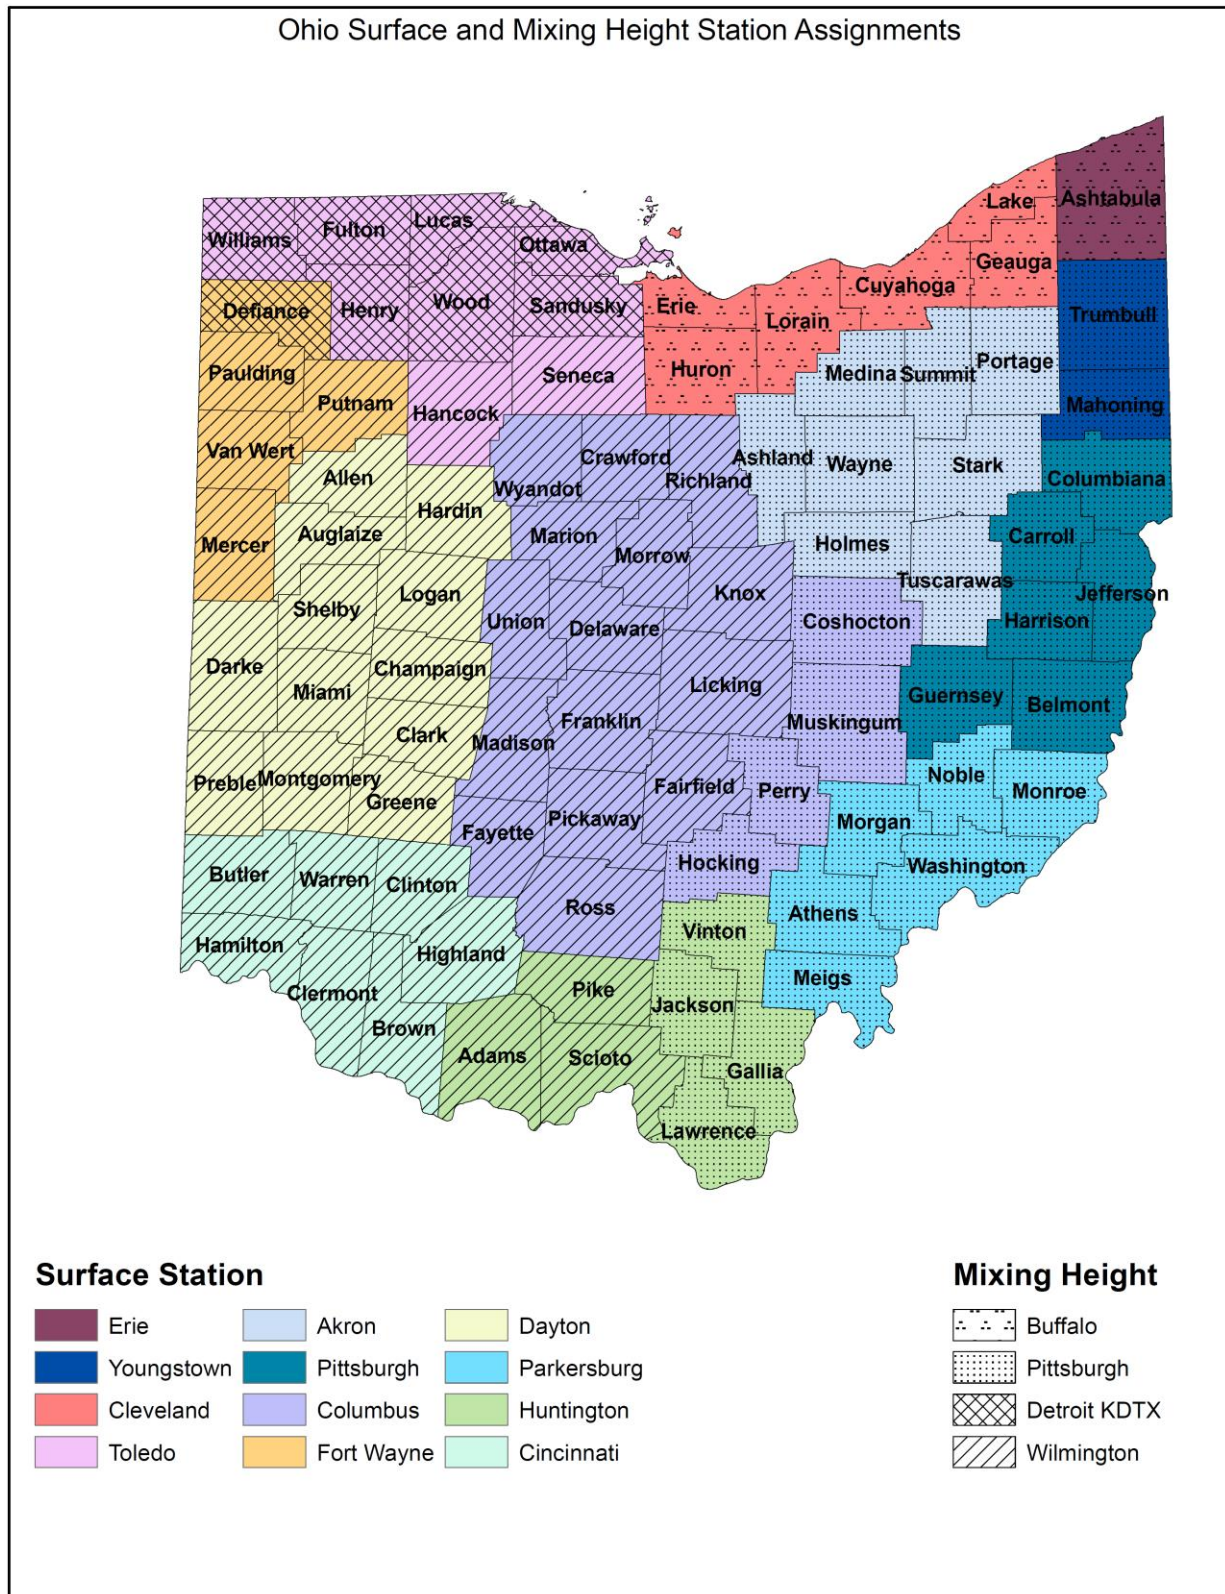 Ohio Surface and Mixing Height Station Assignments
Lake
Ashtabula
Williams
Fulton
Lucas
Ottawa
Geauga
Cuyahoga
Defiance
Henry
Wood
Sandusky
Erie
Lorain
Trumbull
Paulding
Putnam
Hancock
Seneca
Huron
Medina
Summit
Portage
Mahoning
Van Wert
Allen
Wyandot
Crawford
Richland
Ashland
Wayne
Stark
Columbiana
Mercer
Auglaize
Hardin
Marion
Morrow
Holmes
Carroll
Shelby
Logan
Union
Delaware
Knox
Coshocton
Tuscarawas
Harrison
Jefferson
Darke
Miami
Champaign
Licking
Muskingum
Guernsey
Belmont
Clark
Madison
Franklin
Preble
Montgomery
Greene
Fairfield
Perry
Noble
Monroe
Fayette
Pickaway
Morgan
Butler
Warren
Clinton
Hocking
Washington
Hamilton
Highland
Ross
Vinton
Athens
Clermont
Pike
Jackson
Meigs
Brown
Adams
Scioto
Gallia
Lawrence
Surface Station
Erie
Akron
Dayton
Youngstown
Pittsburgh
Parkersburg
Cleveland
Columbus
Huntington
Toledo
Fort Wayne
Cincinnati
Mixing Height
Buffalo
Pittsburgh
Detroit KDTX
Wilmington